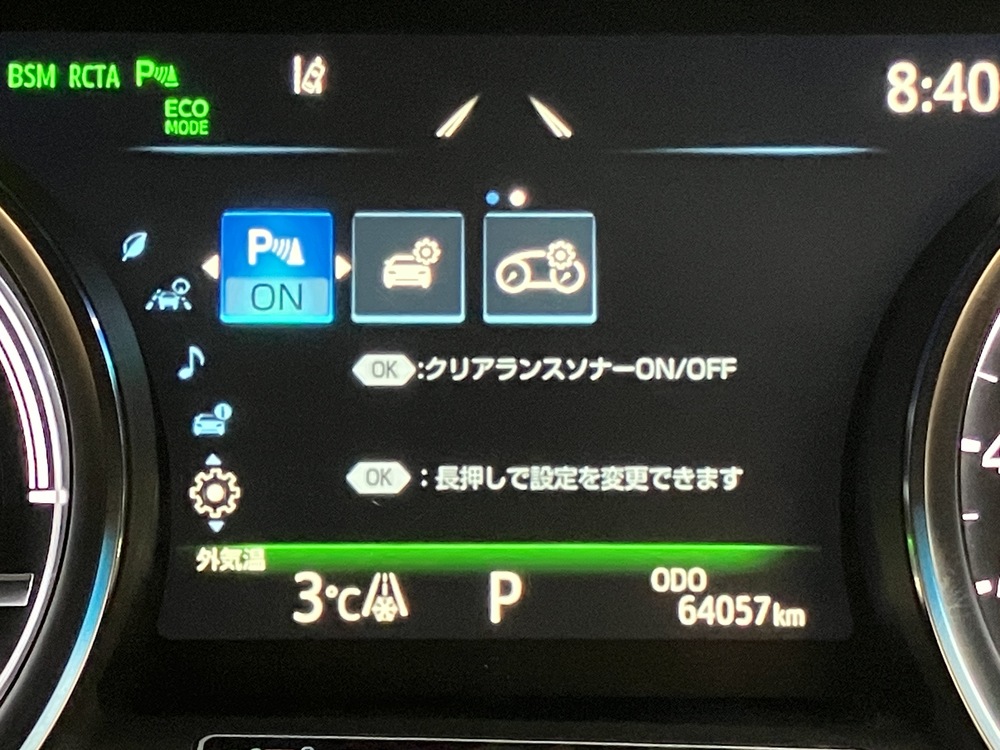 BSM RCTA P
8:40
ECO
MODE
P
ON
OK :クリアランスソナーON/OFF
OK :長押しで設定を変更できます
外気温
3℃ P ODO
64057km
4